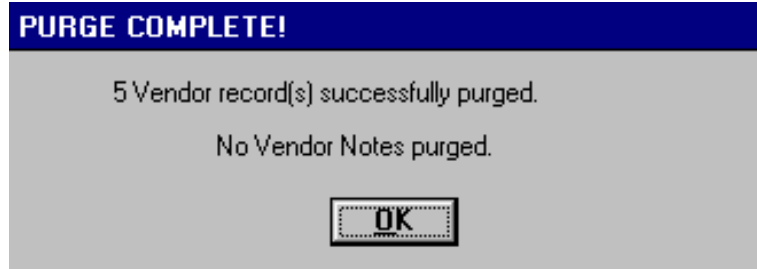 PURGE COMPLETE!
5 Vendor record(s) successfully purged.
No Vendor Notes purged.
OK